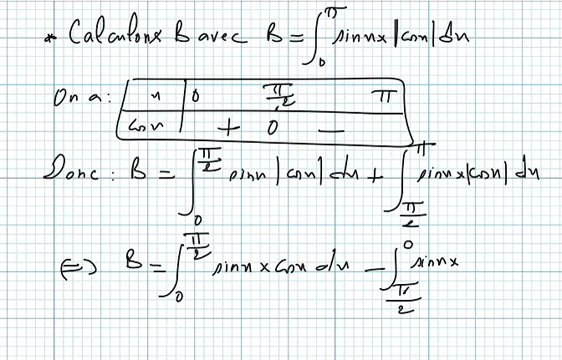 * Calculons B avec B = ∫₀^π sinx × |cosx| dx
On a : x 0 π/2 π
cosx + 0 −
Donc : B = ∫₀^{π/2} sinx |cosx| dx + ∫_{π/2}^π sinx × |cosx| dx
⇔ B = ∫₀^{π/2} sinx × cosx dx − ∫_{π/2}^0 sinx ×